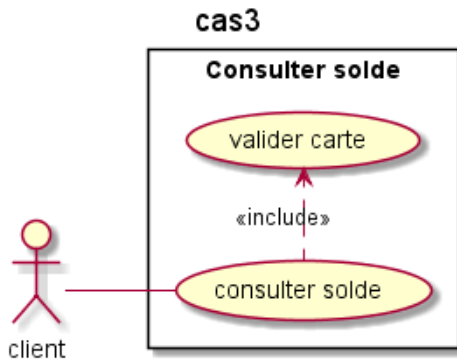 cas3
Consulter solde
valider carte
«include»
consulter solde
client